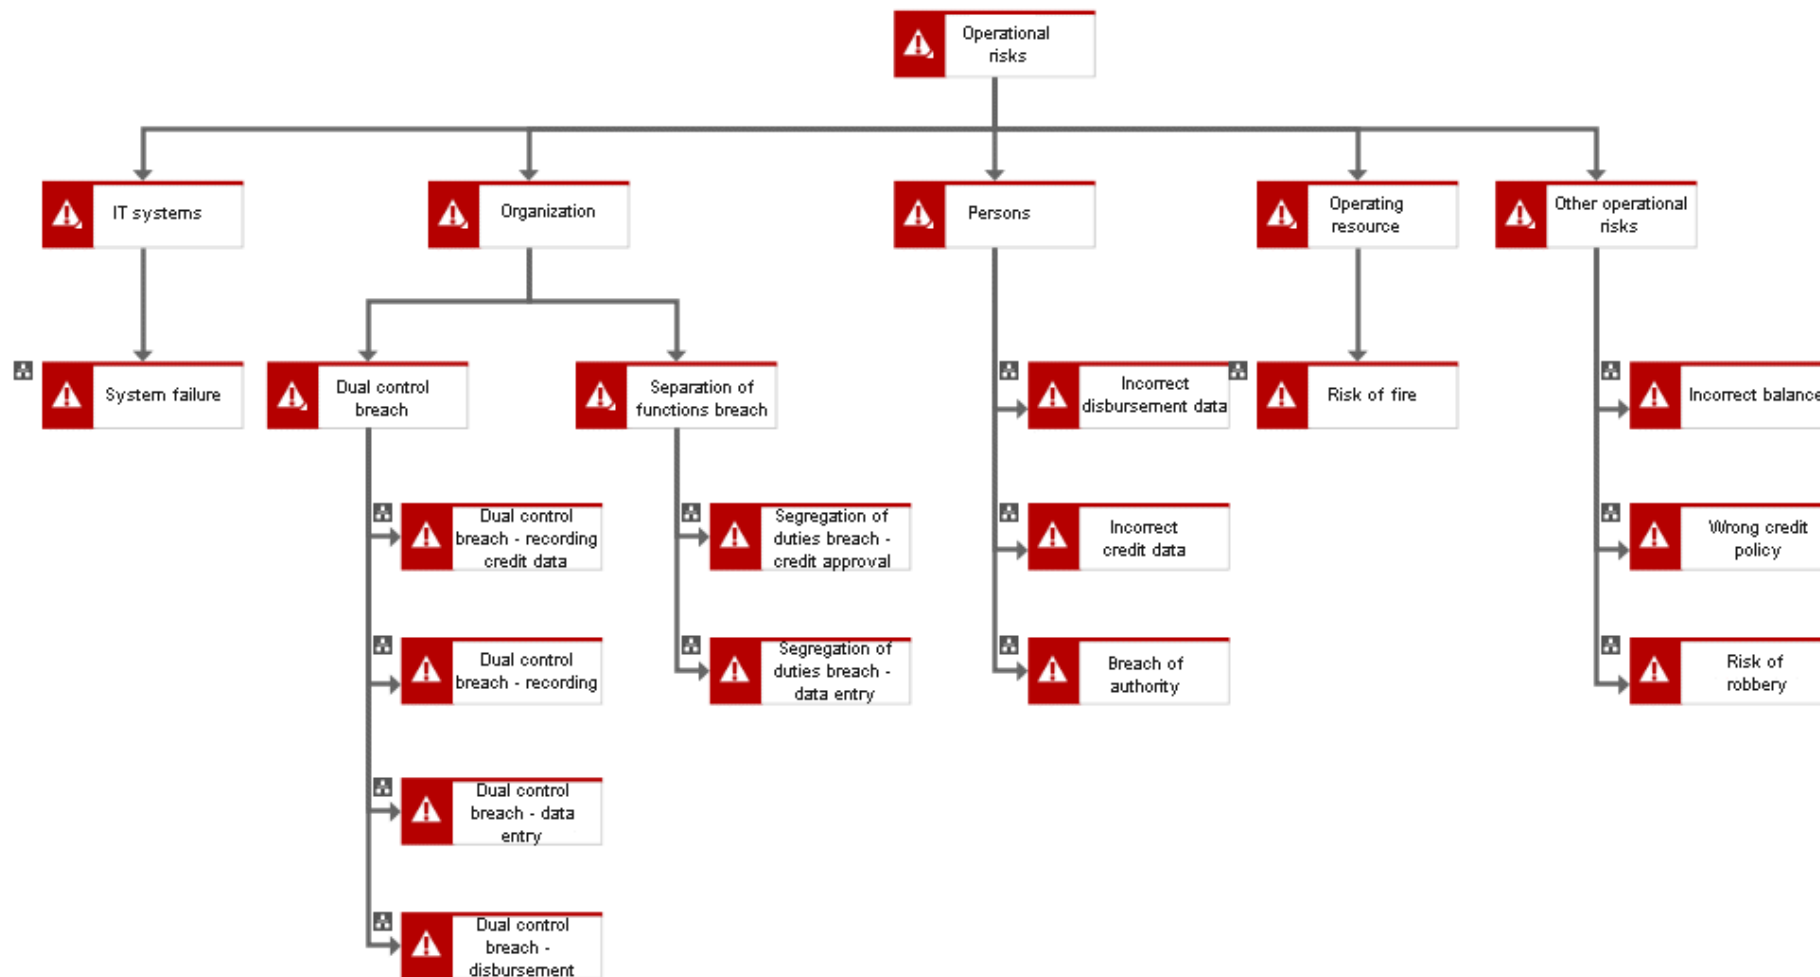 Operational
risks
IT systems
Organization
Persons
Operating
resource
Other operational
risks
System failure
Dual control
breach
Separation of
functions breach
Incorrect
disbursement data
Risk of fire
Incorrect balance
Dual control
breach - recording
credit data
Segregation of
duties breach -
credit approval
Incorrect
credit data
Wrong credit
policy
Dual control
breach - recording
Segregation of
duties breach -
data entry
Breach of
authority
Risk of
robbery
Dual control
breach - data
entry
Dual control
breach -
disbursement